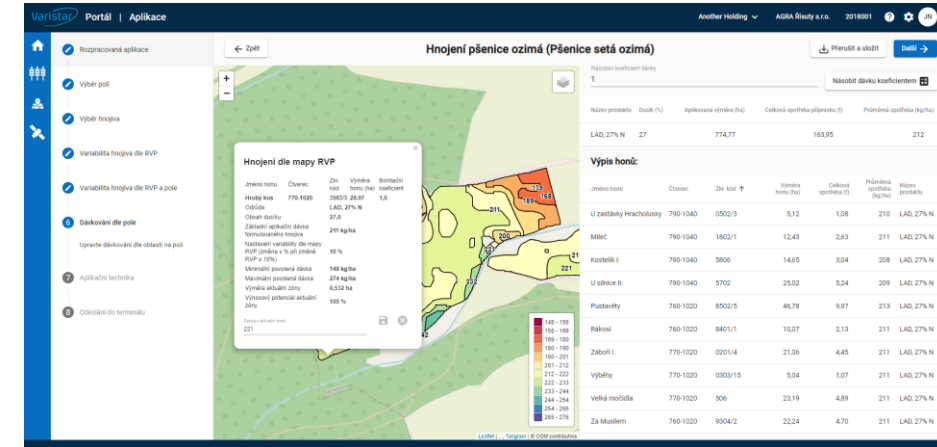 Varistar Portál | Aplikace
Another Holding AGRA Řisuty s.r.o. 2018001 ? JN
Rozpracovaná aplikace
Výběr polí
Výběr hnojiva
Variabilita hnojiva dle RVP
Variabilita hnojiva dle RVP a pole
6 Dávkování dle pole
Upravte dávkování dle oblasti na poli
7 Aplikační technika
8 Odeslání do terminálu
← Zpět
Hnojení pšenice ozimá (Pšenice setá ozimá)
Přerušit a uložit
Další →
+
−
Hnojení dle mapy RVP
×
Jméno honu Čtverec Zkr. kód Výměra honu (ha) Bonitační koeficient
Hrubý kus 770-1020 3503/3 28.07 1,0
Odrůda LAD, 27% N
Obsah dusíku 27,0
Základní aplikační dávka formulovaného hnojiva 211 kg/ha
Nastavení variability dle mapy RVP (změna v % při změně RVP o 10%) 10 %
Minimální povolená dávka 148 kg/ha
Maximální povolená dávka 274 kg/ha
Výměra aktuální zóny 0,532 ha
Výnosový potenciál aktuální zóny 105 %
Dávka v aktuální zóně
221
211
189
168
189
200
221
232
42
21
148 - 158
158 - 169
169 - 180
180 - 190
190 - 201
201 - 212
212 - 222
222 - 233
233 - 244
244 - 254
254 - 265
265 - 276
Leaflet | ... Tangram | © OSM contributors
Násobící koeficient dávky
1
Násobit dávku koeficientem
Název produktu Dusík (%) Aplikovaná výměra (ha) Celková spotřeba přípravku (t) Průměrná spotřeba (kg/ha)
LAD, 27% N 27 774,77 163,95 212
Výpis honů:
Jméno honu Čtverec Zkr. kód ↑ Výměra honu (ha) Celková spotřeba (t) Průměrná spotřeba (kg/ha) Název produktu
U zastávky Hracholusky 790-1040 0502/3 5,12 1,08 210 LAD, 27% N
Mileč 790-1040 1802/1 12,43 2,63 211 LAD, 27% N
Kostelík I. 790-1040 5806 14,65 3,04 208 LAD, 27% N
U silnice II. 790-1040 5702 25,02 5,24 209 LAD, 27% N
Pustavěty 760-1020 8502/5 46,78 9,97 213 LAD, 27% N
Rákosí 760-1020 8401/1 10,07 2,13 211 LAD, 27% N
Záboří I. 770-1020 0201/4 21,06 4,45 211 LAD, 27% N
Výběhy 770-1020 0303/15 5,04 1,07 211 LAD, 27% N
Velká močidla 770-1020 506 23,19 4,89 211 LAD, 27% N
Za Musilem 760-1020 9304/2 22,24 4,70 211 LAD, 27% N